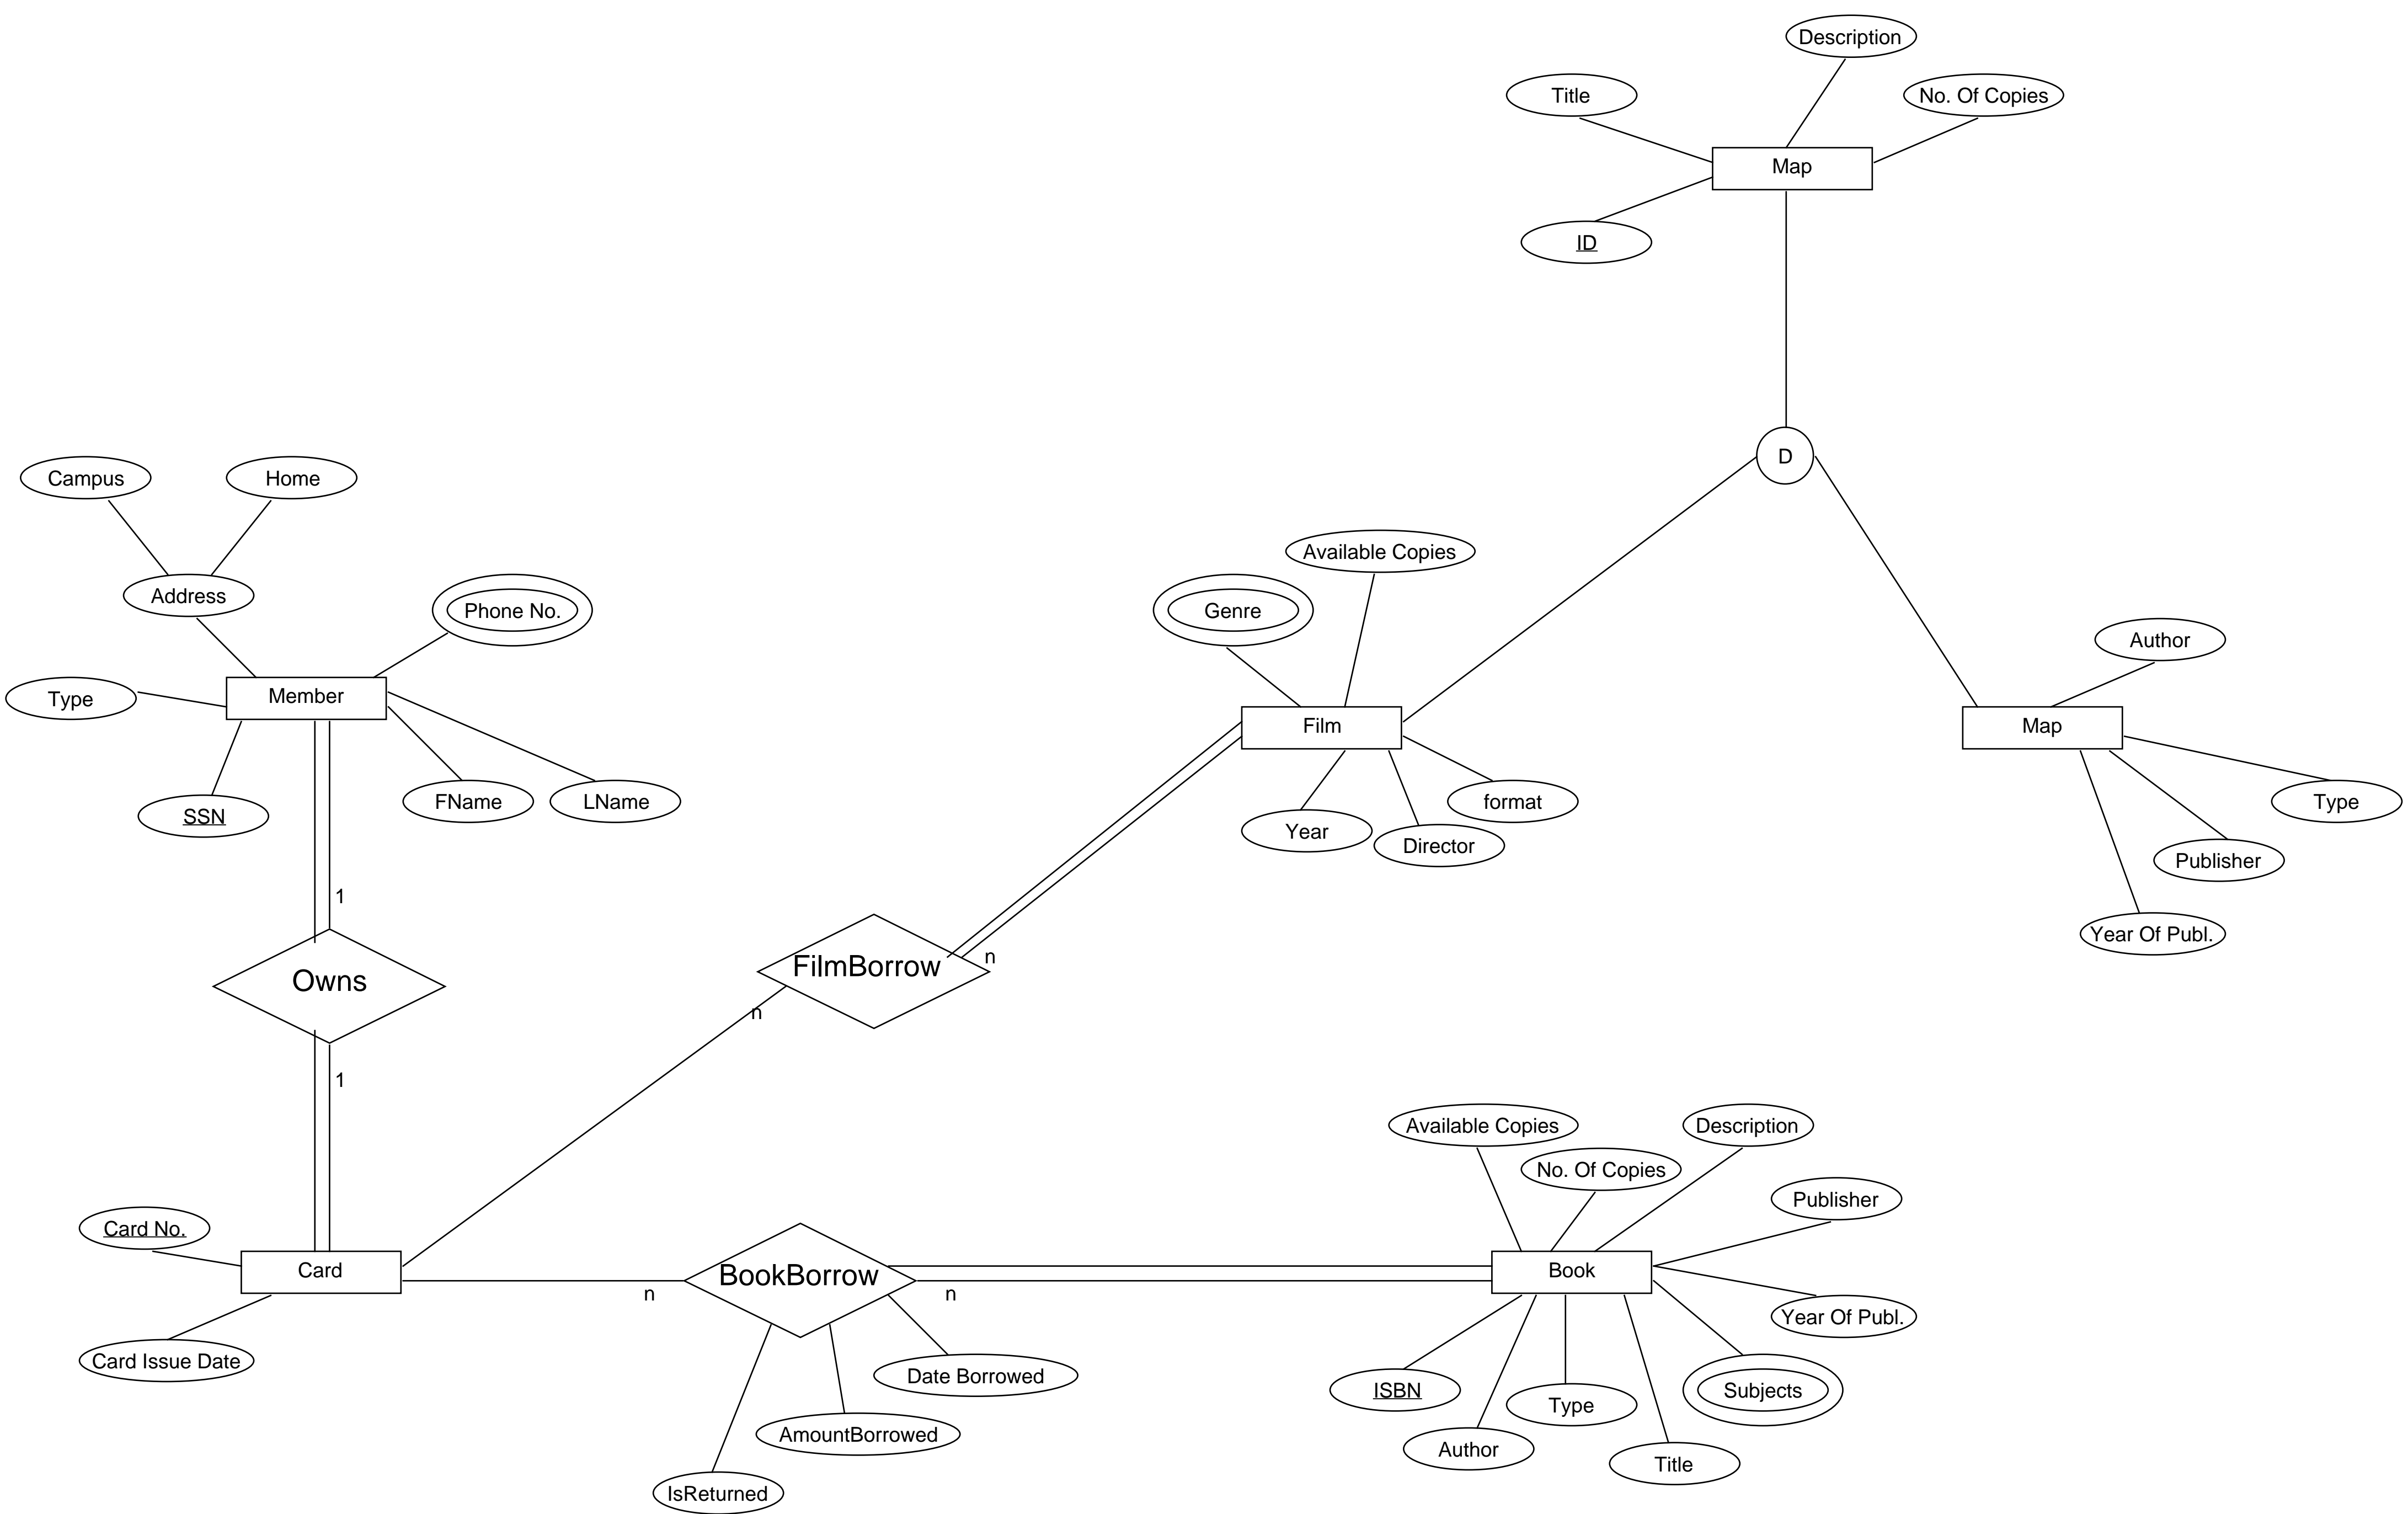 Description
Title
No. Of Copies
Map
ID
D
Campus
Home
Address
Phone No.
Type
Member
SSN
FName
LName
1
Owns
1
Genre
Available Copies
Film
Year
Director
format
Author
Map
Type
Publisher
Year Of Publ.
FilmBorrow
n
n
Card No.
Card
Card Issue Date
n
BookBorrow
n
Date Borrowed
AmountBorrowed
IsReturned
Available Copies
No. Of Copies
Description
Publisher
Book
Year Of Publ.
ISBN
Author
Type
Title
Subjects